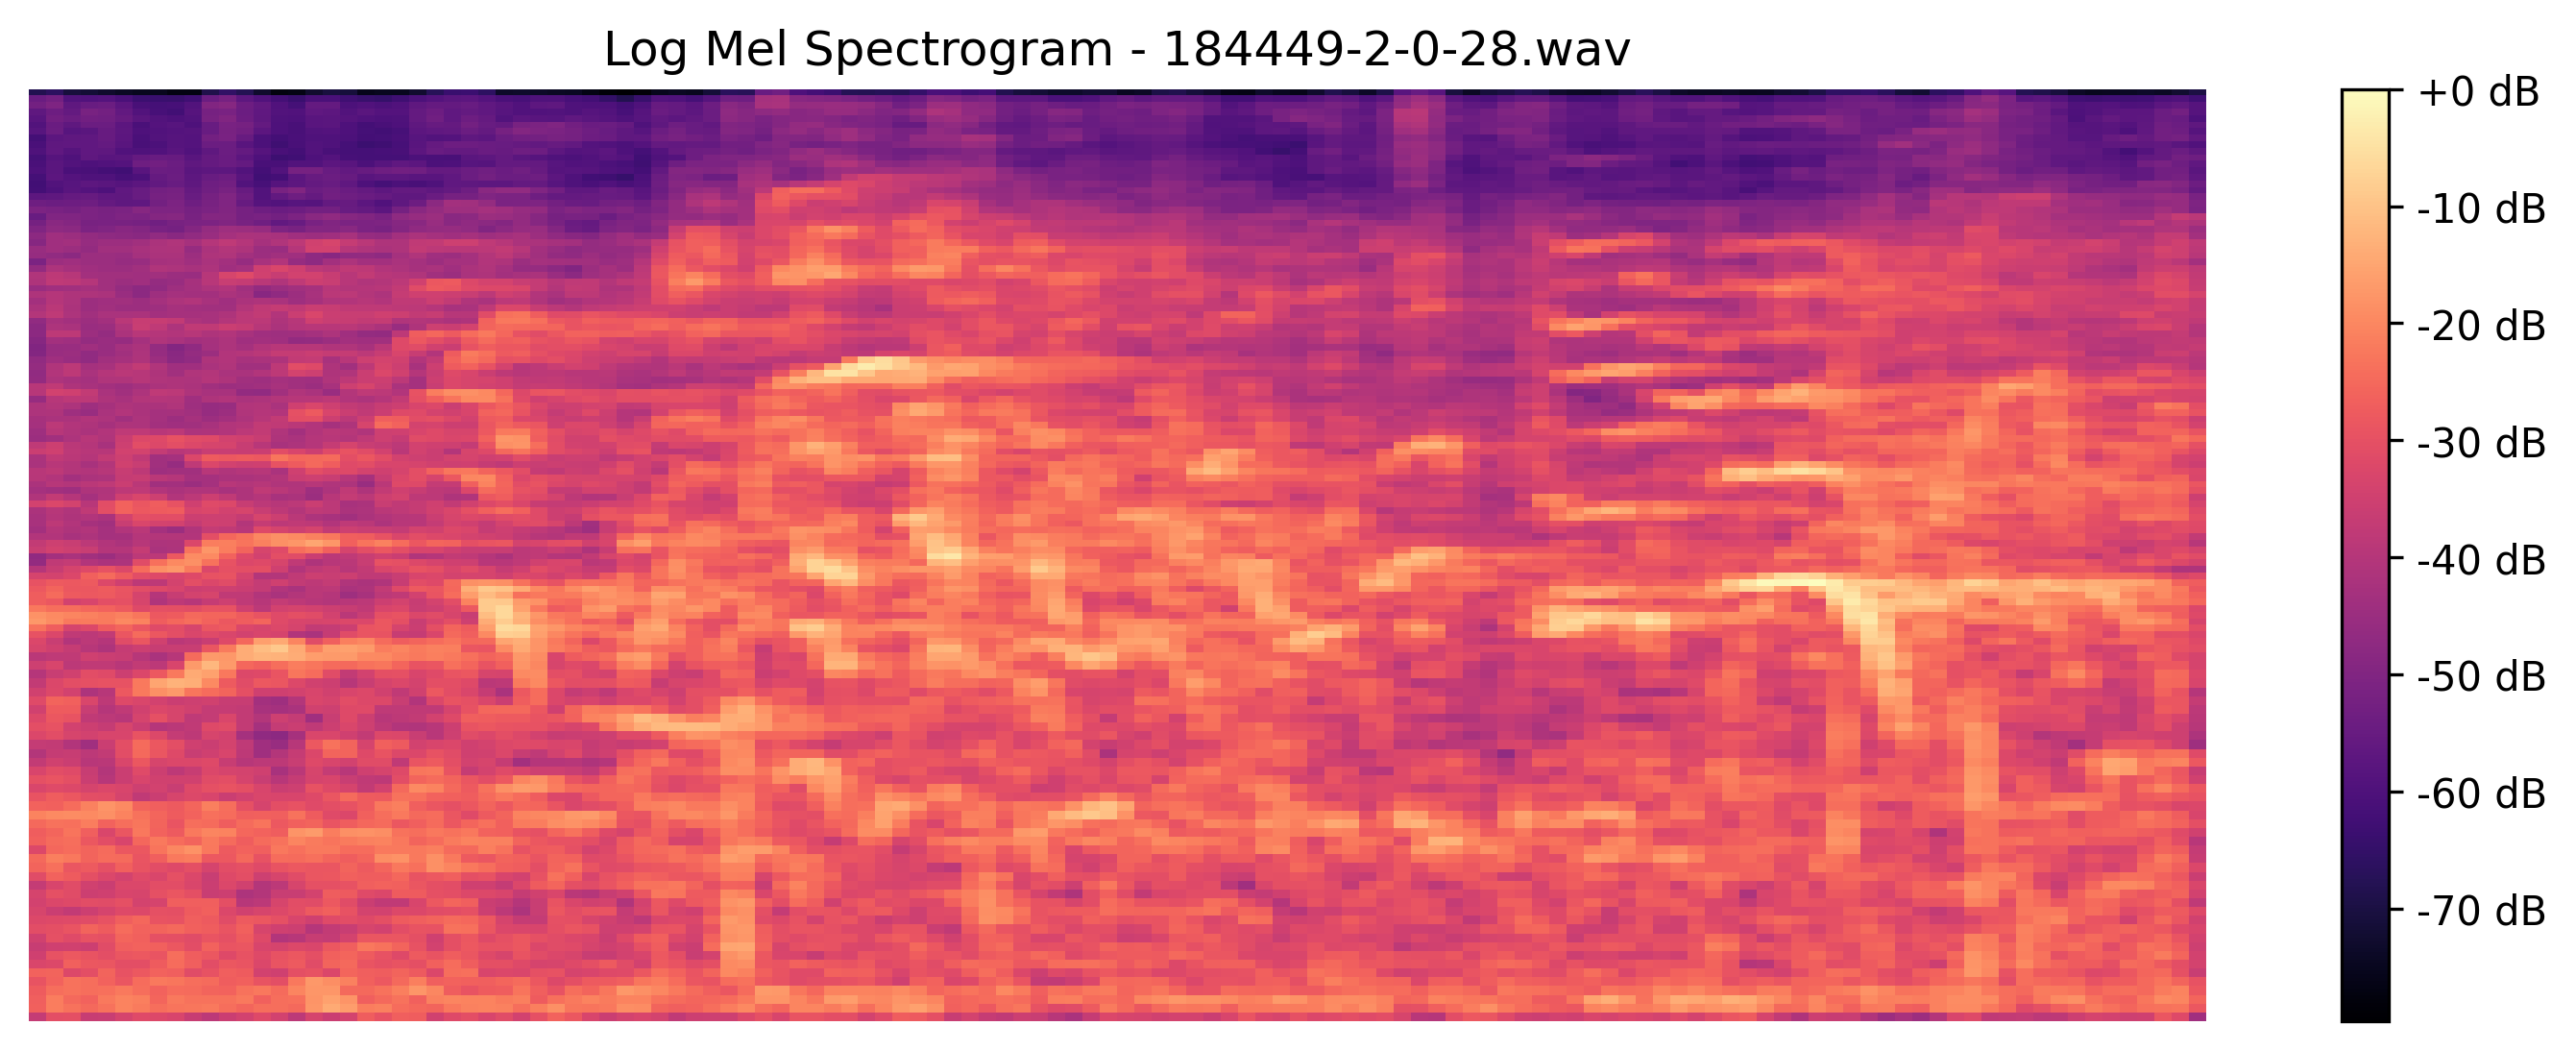 Log Mel Spectrogram - 184449-2-0-28.wav
+0 dB
-10 dB
-20 dB
-30 dB
-40 dB
-50 dB
-60 dB
-70 dB